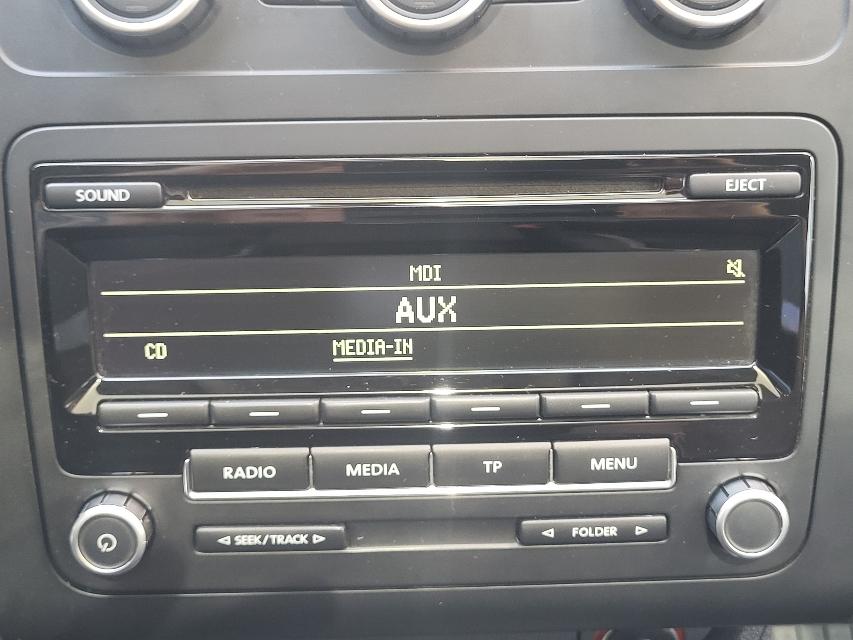 SOUND
EJECT
MDI
AUX
CD MEDIA-IN
RADIO MEDIA TP MENU
SEEK/TRACK FOLDER